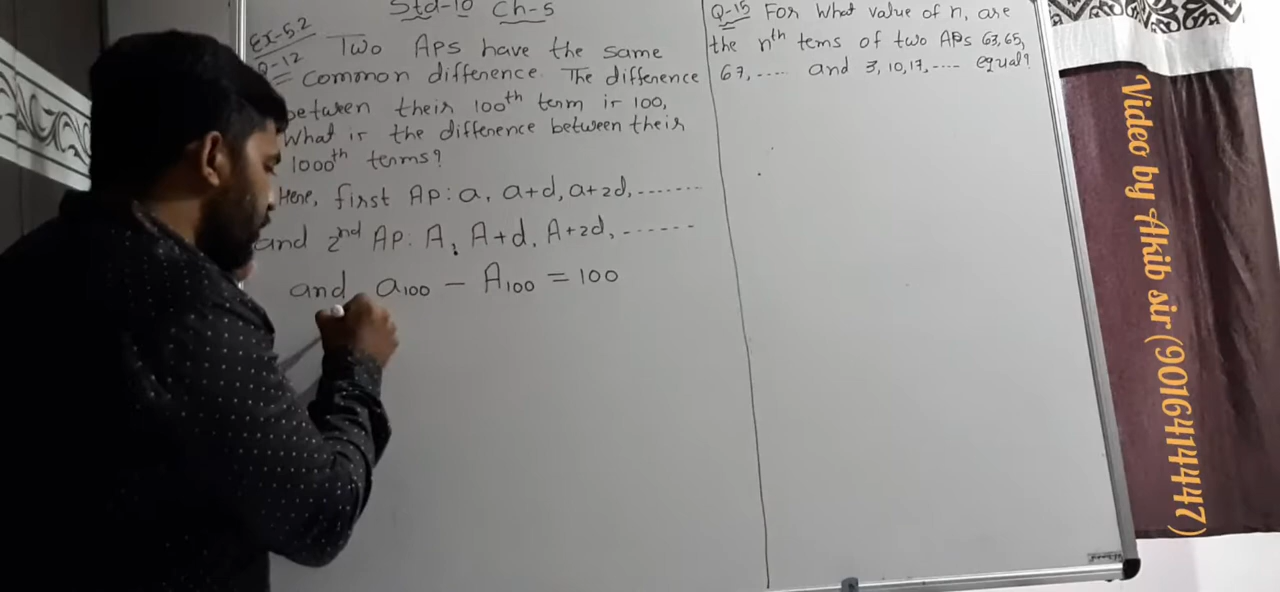 Std-10 Ch-5
Ex-5.2
Q-12 Two APs have the same
common difference. The difference
between their 100th term is 100,
What is the difference between their
1000th terms?
Here, first AP: a, a+d, a+2d, -------
and 2nd AP: A, A+d, A+2d, ------
and a100 - A100 = 100
Q-15 For What value of n, are
the nth tems of two APs 63, 65,
67, ..... and 3, 10, 17, ---- equal?
Video by Akib sir (9016414447)